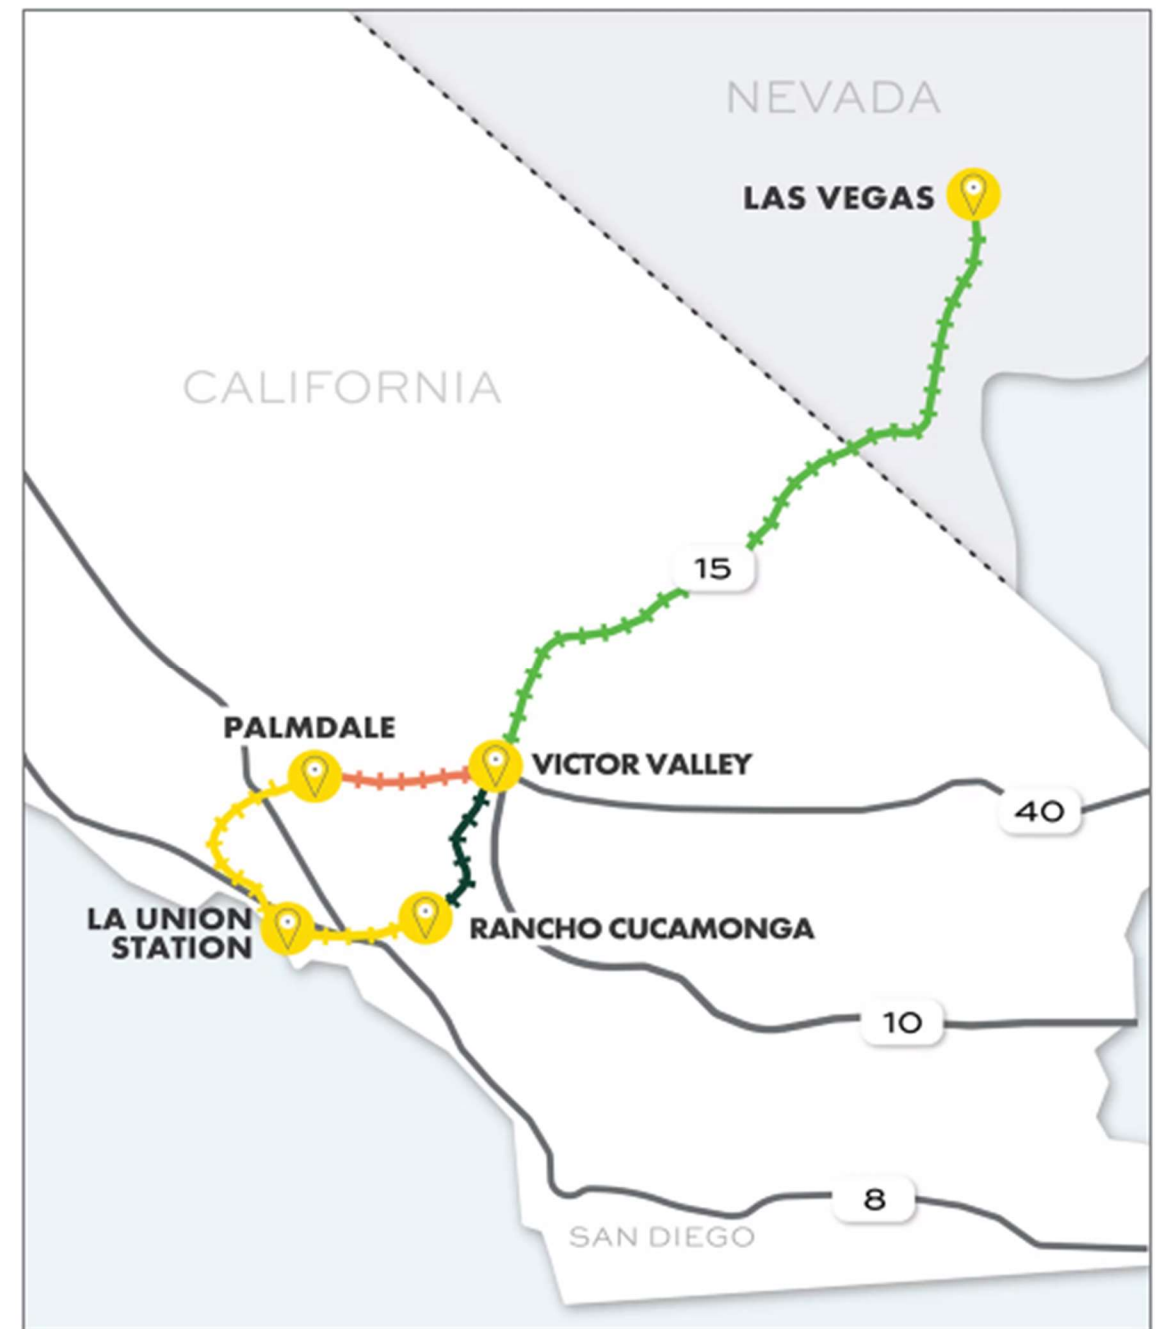 NEVADA
LAS VEGAS
CALIFORNIA
15
PALMDALE
VICTOR VALLEY
40
LA UNION
STATION
RANCHO CUCAMONGA
10
8
SAN DIEGO